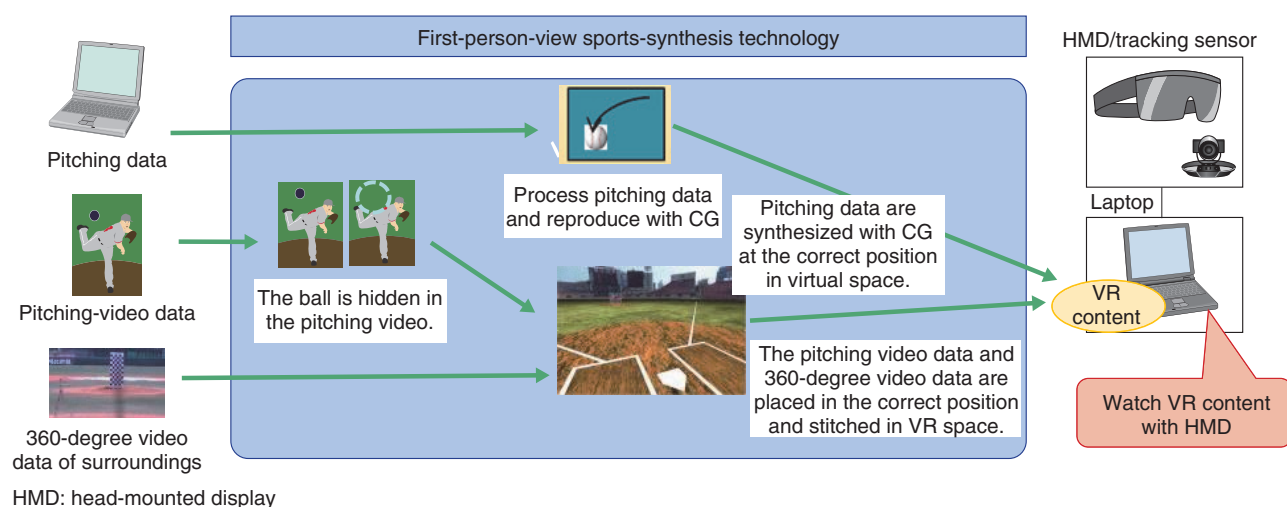 First-person-view sports-synthesis technology
HMD/tracking sensor
Pitching data
Process pitching data
and reproduce with CG
Pitching data are
synthesized with CG
at the correct position
in virtual space.
Laptop
Pitching-video data
The ball is hidden in
the pitching video.
VR
content
The pitching video data and
360-degree video data are
placed in the correct position
and stitched in VR space.
Watch VR content
with HMD
360-degree video
data of surroundings
HMD: head-mounted display